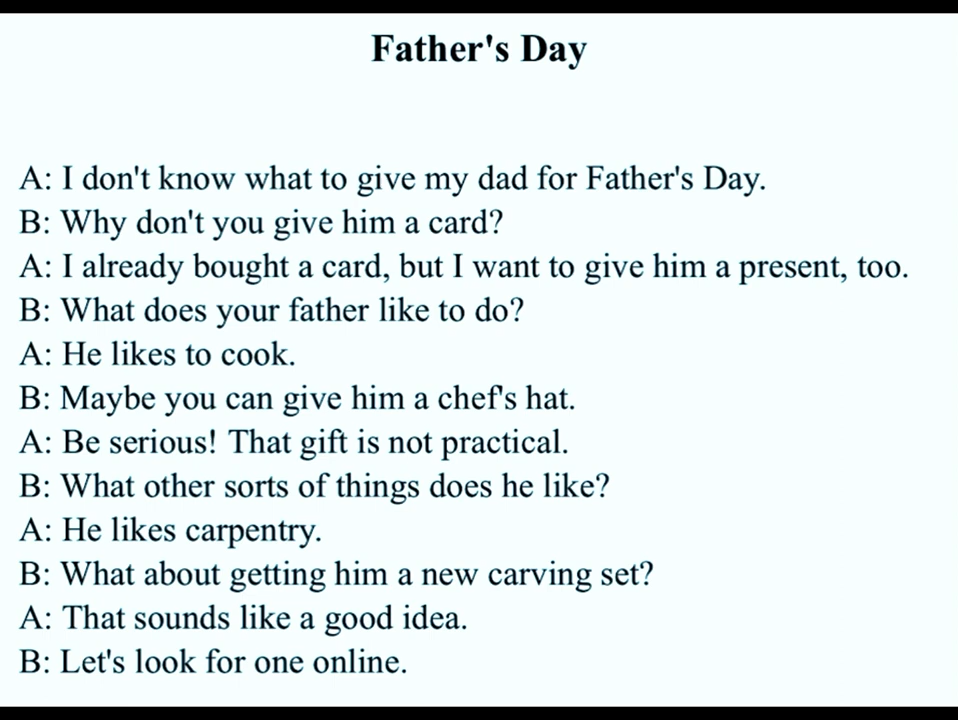 Father's Day
A: I don't know what to give my dad for Father's Day.
B: Why don't you give him a card?
A: I already bought a card, but I want to give him a present, too.
B: What does your father like to do?
A: He likes to cook.
B: Maybe you can give him a chef's hat.
A: Be serious! That gift is not practical.
B: What other sorts of things does he like?
A: He likes carpentry.
B: What about getting him a new carving set?
A: That sounds like a good idea.
B: Let's look for one online.